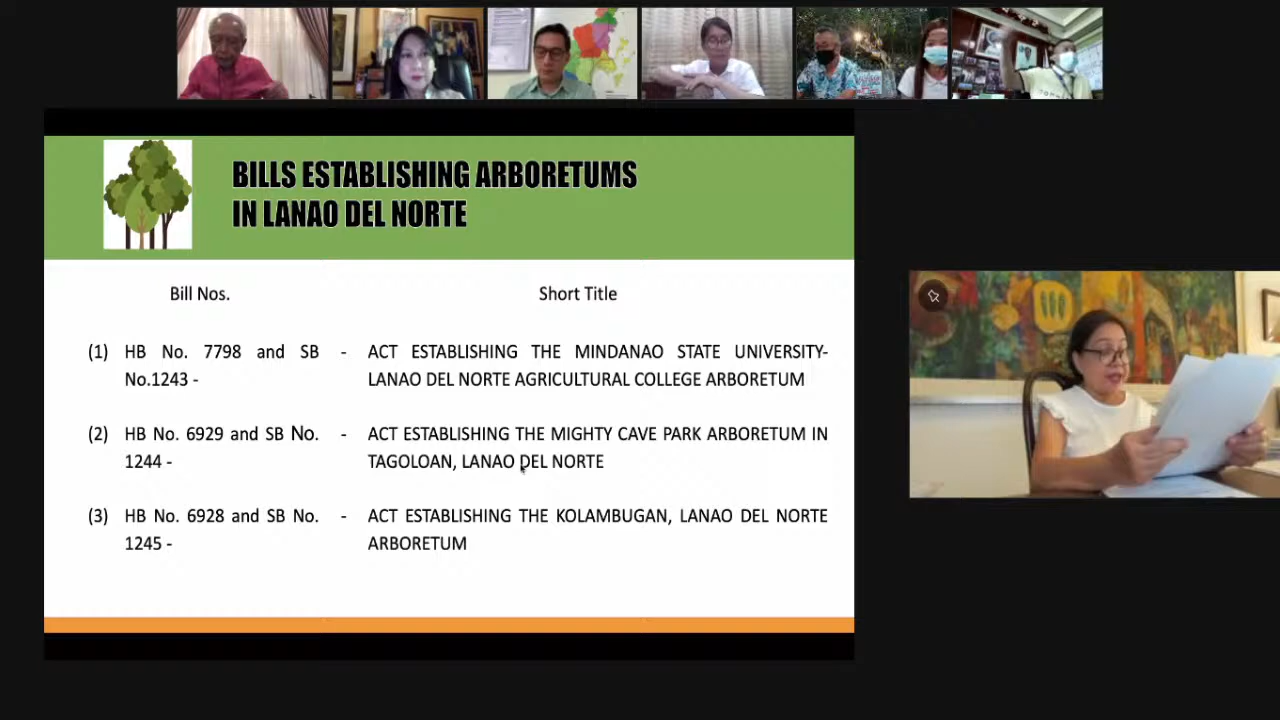 BILLS ESTABLISHING ARBORETUMS
IN LANAO DEL NORTE
Bill Nos. Short Title
(1) HB No. 7798 and SB - ACT ESTABLISHING THE MINDANAO STATE UNIVERSITY-
No.1243 - LANAO DEL NORTE AGRICULTURAL COLLEGE ARBORETUM
(2) HB No. 6929 and SB No. - ACT ESTABLISHING THE MIGHTY CAVE PARK ARBORETUM IN
1244 - TAGOLOAN, LANAO DEL NORTE
(3) HB No. 6928 and SB No. - ACT ESTABLISHING THE KOLAMBUGAN, LANAO DEL NORTE
1245 - ARBORETUM